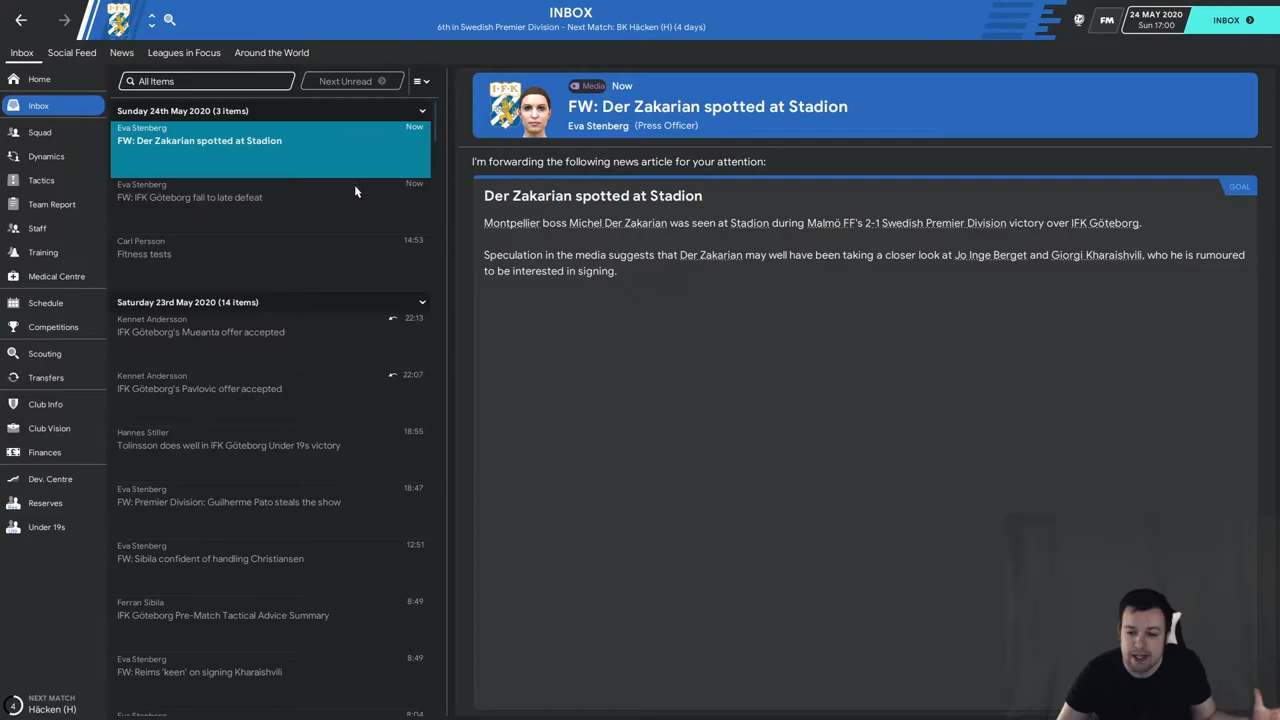 INBOX
6th in Swedish Premier Division - Next Match: BK Häcken (H) (4 days)
FM
24 MAY 2020
Sun 17:00
INBOX
Inbox
Social Feed
News
Leagues in Focus
Around the World
Home
Inbox
Squad
Dynamics
Tactics
Team Report
Staff
Training
Medical Centre
Schedule
Competitions
Scouting
Transfers
Club Info
Club Vision
Finances
Dev. Centre
Reserves
Under 19s
4
NEXT MATCH
Häcken (H)
All Items
Next Unread
Sunday 24th May 2020 (3 items)
Eva Stenberg
Now
FW: Der Zakarian spotted at Stadion
Eva Stenberg
Now
FW: IFK Göteborg fall to late defeat
Carl Persson
14:53
Fitness tests
Saturday 23rd May 2020 (14 items)
Kennet Andersson
22:13
IFK Göteborg's Mueanta offer accepted
Kennet Andersson
22:07
IFK Göteborg's Pavlovic offer accepted
Hannes Stiller
18:55
Tolinsson does well in IFK Göteborg Under 19s victory
Eva Stenberg
18:47
FW: Premier Division: Guilherme Pato steals the show
Eva Stenberg
12:51
FW: Sibila confident of handling Christiansen
Ferran Sibila
8:49
IFK Göteborg Pre-Match Tactical Advice Summary
Eva Stenberg
8:49
FW: Reims 'keen' on signing Kharaishvili
Eva Stenberg
8:04
I.F.K
Media
Now
FW: Der Zakarian spotted at Stadion
Eva Stenberg (Press Officer)
I'm forwarding the following news article for your attention:
GOAL
Der Zakarian spotted at Stadion
Montpellier boss Michel Der Zakarian was seen at Stadion during Malmö FF's 2-1 Swedish Premier Division victory over IFK Göteborg.
Speculation in the media suggests that Der Zakarian may well have been taking a closer look at Jo Inge Berget and Giorgi Kharaishvili, who he is rumoured
to be interested in signing.